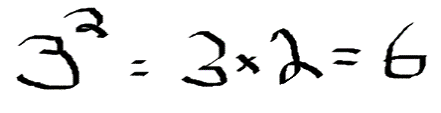 3² = 3 × 2 = 6